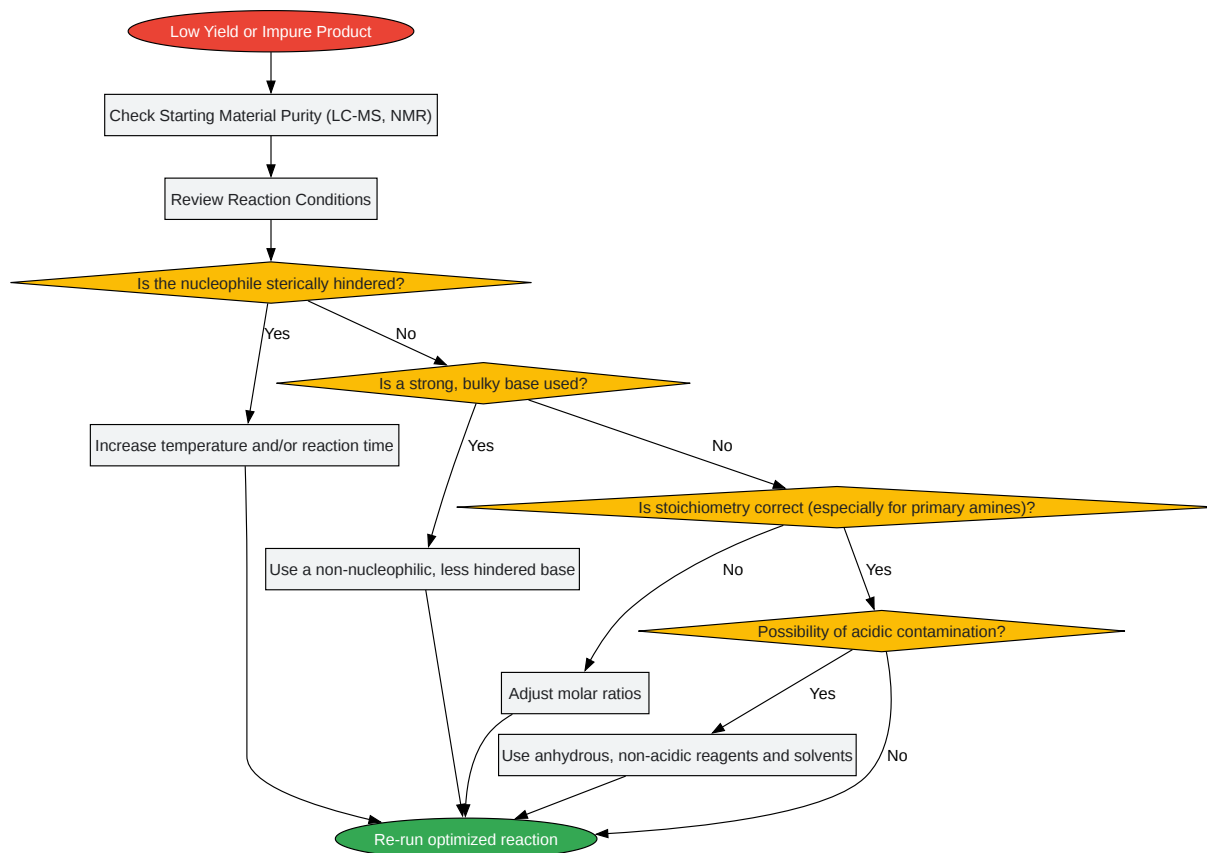 Low Yield or Impure Product
Check Starting Material Purity (LC-MS, NMR)
Review Reaction Conditions
Is the nucleophile sterically hindered?
Yes
No
Is a strong, bulky base used?
Increase temperature and/or reaction time
Yes
No
Is stoichiometry correct (especially for primary amines)?
Use a non-nucleophilic, less hindered base
No
Yes
Possibility of acidic contamination?
Adjust molar ratios
Yes
Use anhydrous, non-acidic reagents and solvents
No
Re-run optimized reaction